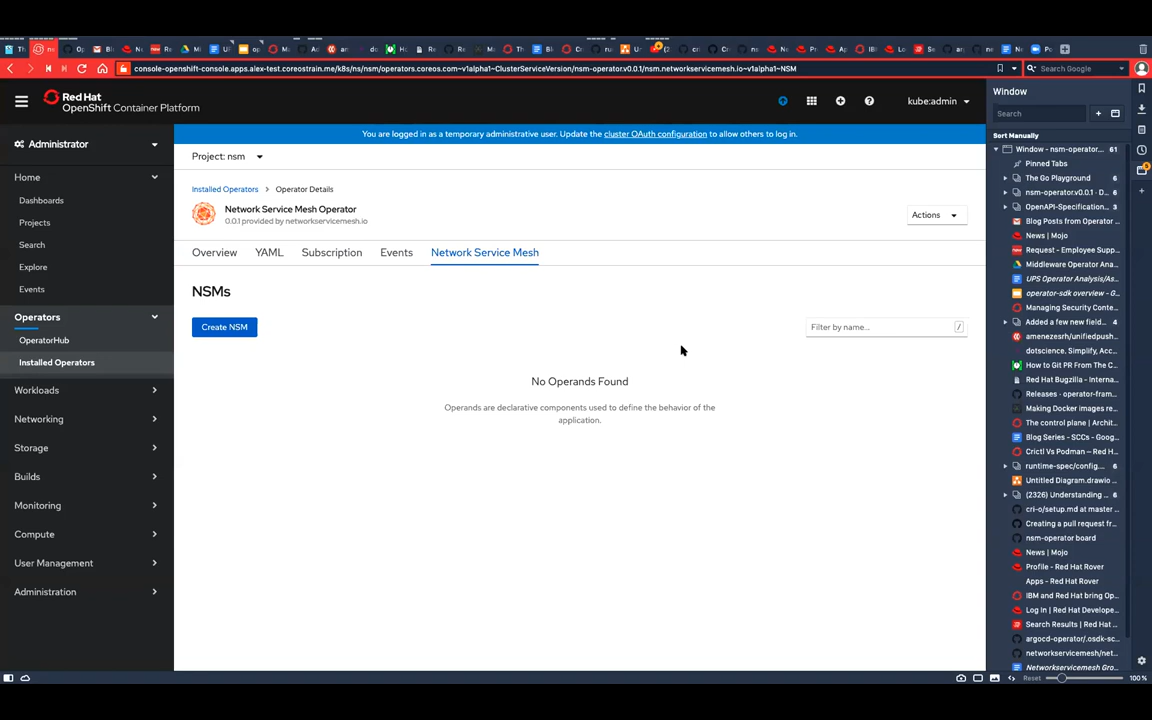 console-openshift-console.apps.alex-test.coreostrain.me/k8s/ns/nsm/operators.coreos.com~v1alpha1~ClusterServiceVersion/nsm-operator.v0.0.1/nsm.networkservicemesh.io~v1alpha1~NSM
Search Google
Red Hat
OpenShift Container Platform
kube:admin
You are logged in as a temporary administrative user. Update the cluster OAuth configuration to allow others to log in.
Administrator
Home
Dashboards
Projects
Search
Explore
Events
Operators
OperatorHub
Installed Operators
Workloads
Networking
Storage
Builds
Monitoring
Compute
User Management
Administration
Project: nsm
Installed Operators > Operator Details
Network Service Mesh Operator
0.0.1 provided by networkservicemesh.io
Actions
Overview YAML Subscription Events Network Service Mesh
NSMs
Create NSM
Filter by name... /
No Operands Found
Operands are declarative components used to define the behavior of the
application.
Window
Search
Sort Manually
Window - nsm-operator... 61
Pinned Tabs
The Go Playground 6
nsm-operator.v0.0.1 · D... 6
OpenAPI-Specification... 3
Blog Posts from Operator ...
News | Mojo
Request - Employee Supp...
Middleware Operator Ana...
UPS Operator Analysis/As...
operator-sdk overview - G...
Managing Security Conte...
Added a few new field... 4
amenezesrh/unifiedpush...
dotscience. Simplify, Acc...
How to Git PR From The C...
Red Hat Bugzilla - Interna...
Releases · operator-fram...
Making Docker images re...
The control plane | Archit...
Blog Series - SCCs - Goog...
Crictl Vs Podman – Red H...
runtime-spec/config.... 6
Untitled Diagram.drawio ...
(2326) Understanding ... 6
cri-o/setup.md at master ...
Creating a pull request fr...
nsm-operator board
News | Mojo
Profile - Red Hat Rover
Apps - Red Hat Rover
IBM and Red Hat bring Op...
Log In | Red Hat Develope...
Search Results | Red Hat ...
argocd-operator/.osdk-sc...
networkservicemesh/net...
Networkservicemesh Gro...
Reset 100 %